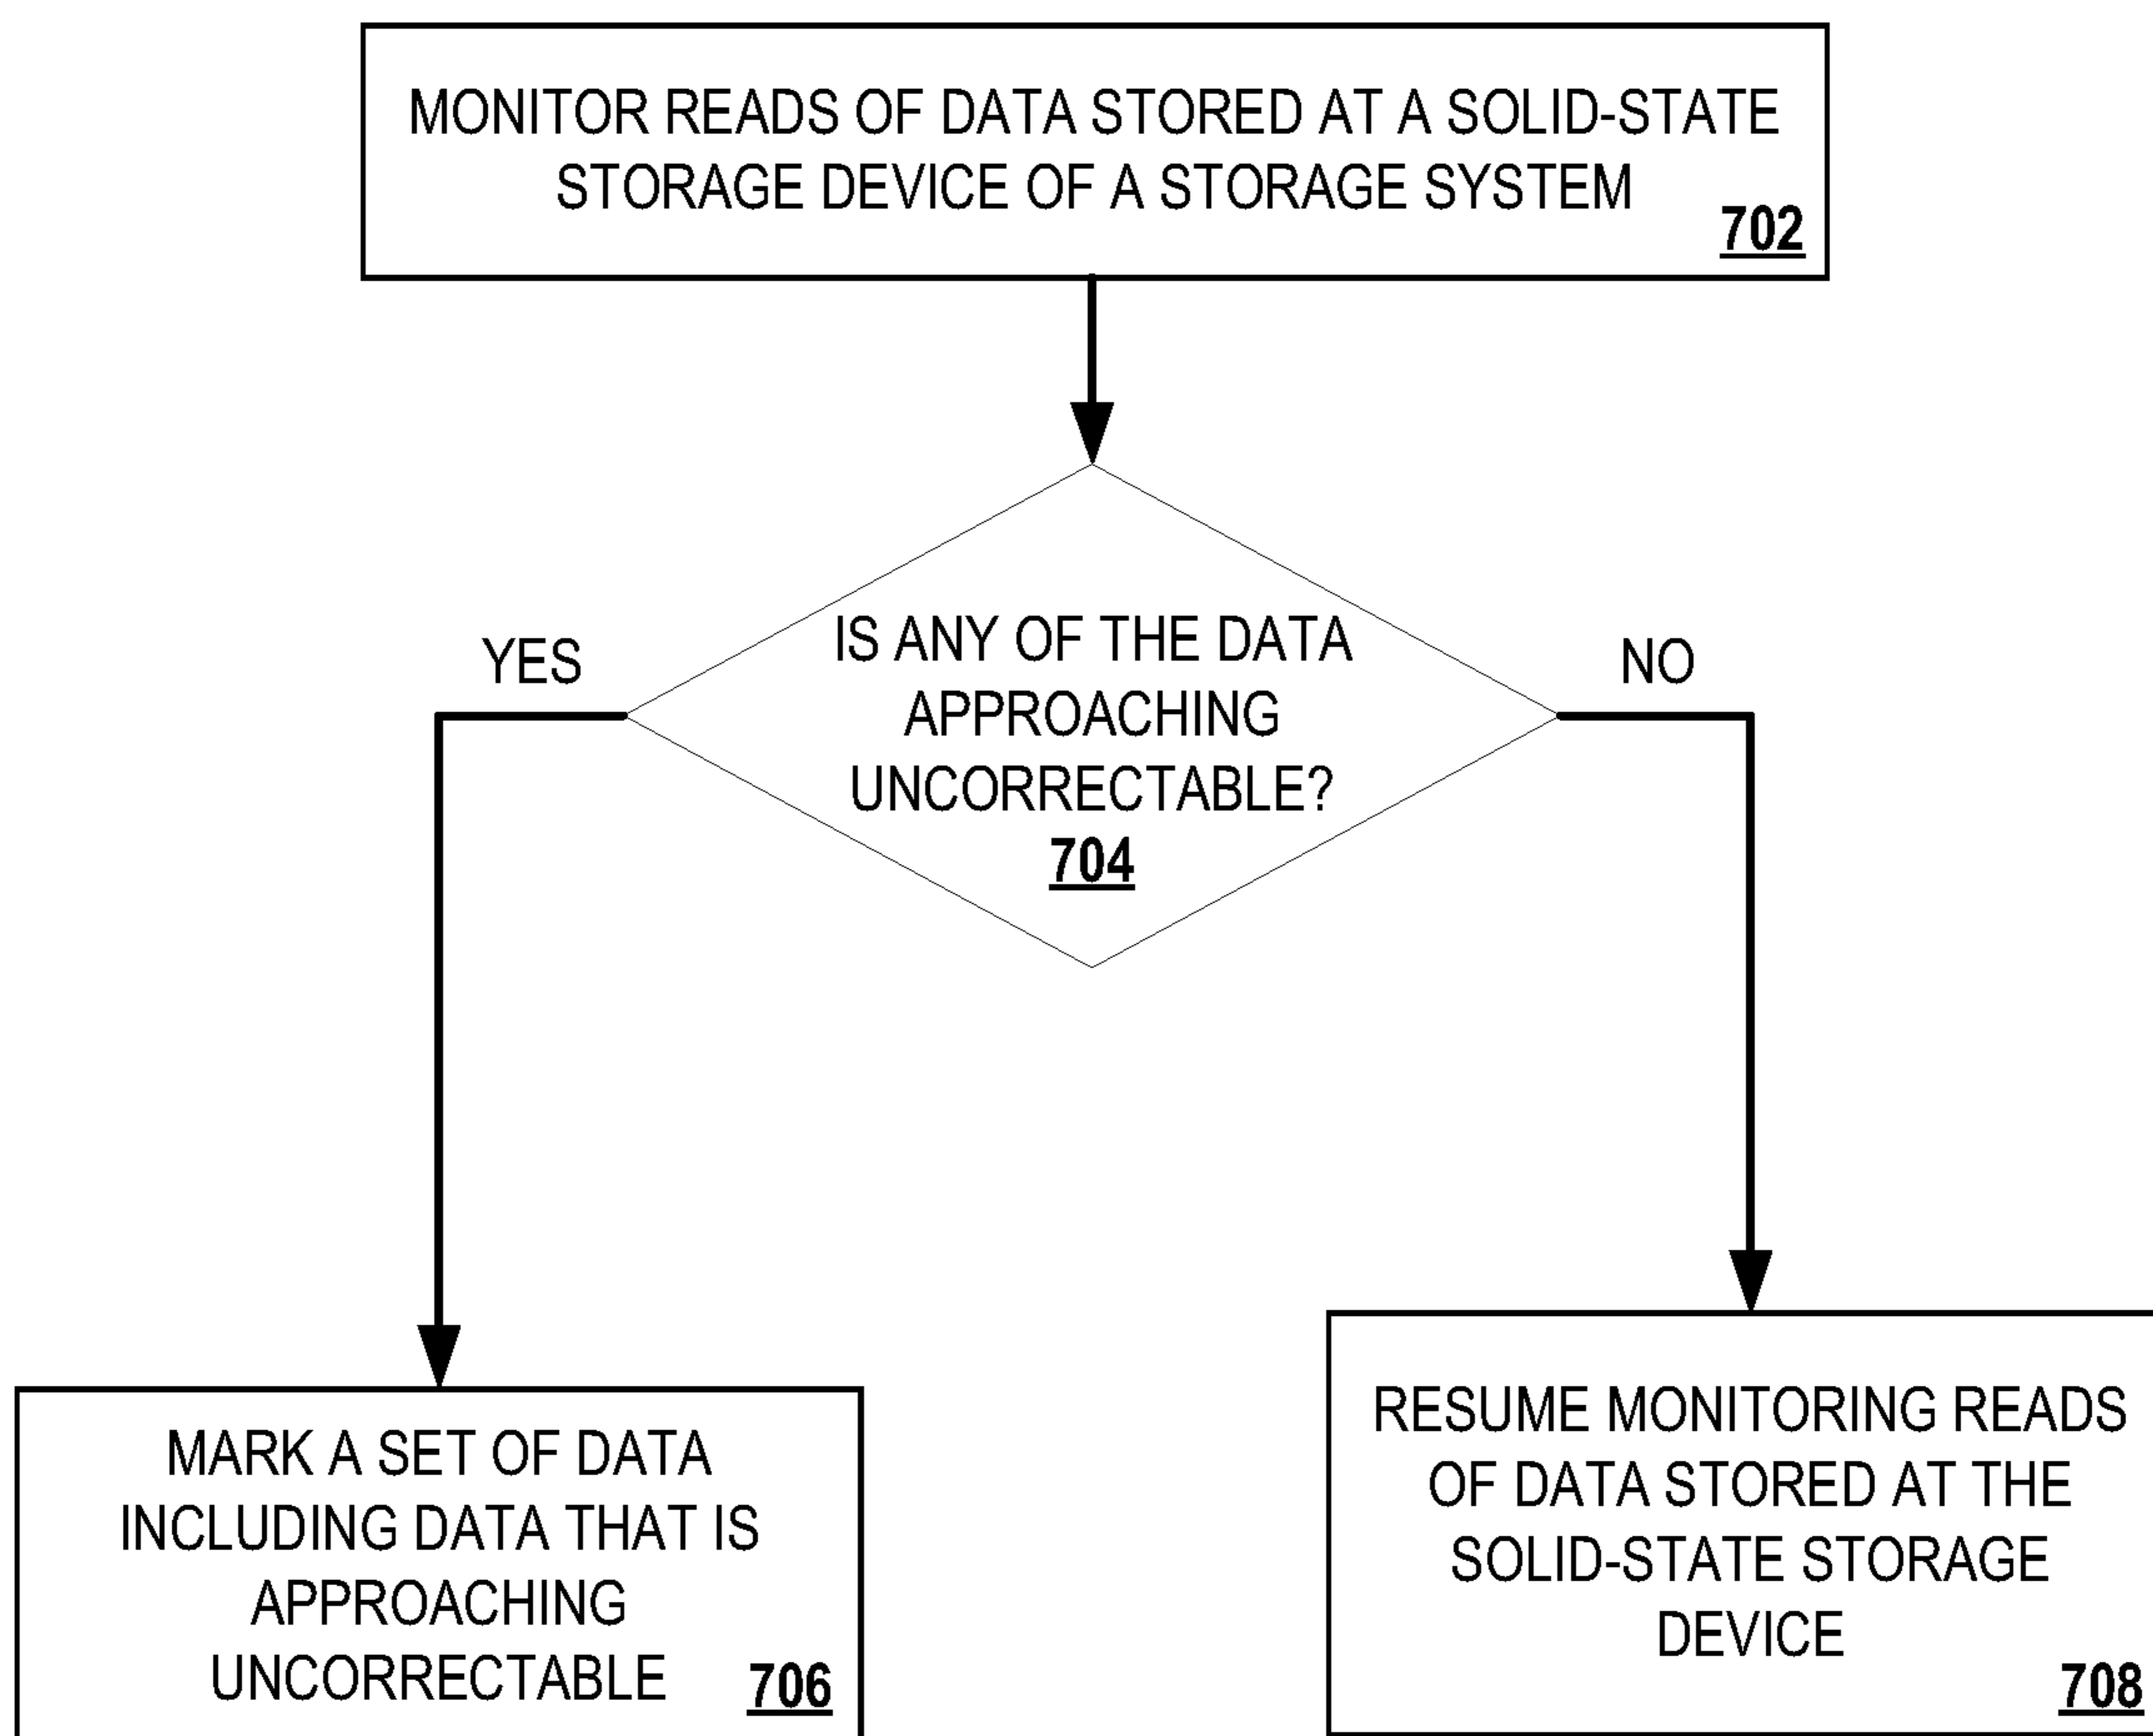 MONITOR READS OF DATA STORED AT A SOLID-STATE
STORAGE DEVICE OF A STORAGE SYSTEM
702
IS ANY OF THE DATA
APPROACHING
UNCORRECTABLE?
704
YES
NO
MARK A SET OF DATA
INCLUDING DATA THAT IS
APPROACHING
UNCORRECTABLE
706
RESUME MONITORING READS
OF DATA STORED AT THE
SOLID-STATE STORAGE
DEVICE
708